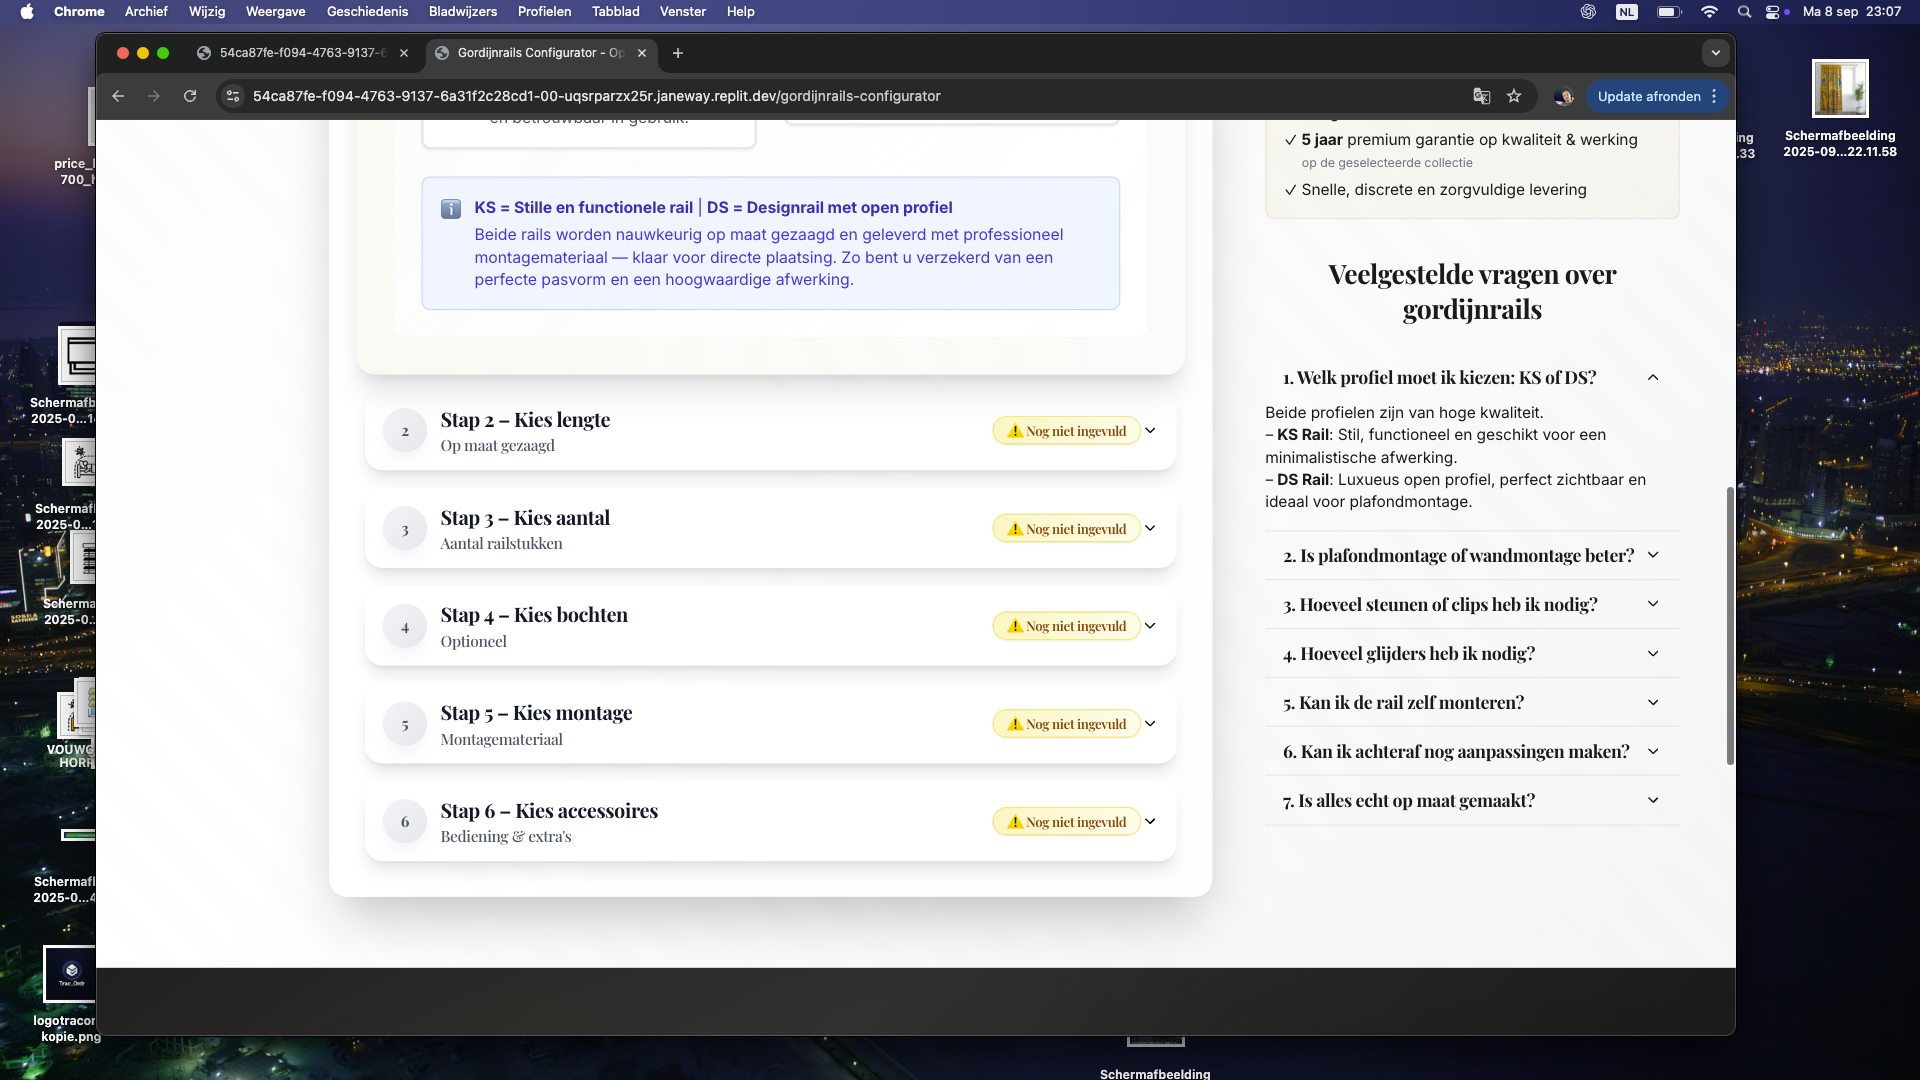 Chrome Archief Wijzig Weergave Geschiedenis Bladwijzers Profielen Tabblad Venster Help NL Ma 8 sep 23:07
54ca87fe-f094-4763-9137-6
Gordijnrails Configurator - Op
54ca87fe-f094-4763-9137-6a31f2c28cd1-00-uqsrparzx25r.janeway.replit.dev/gordijnrails-configurator
Update afronden
en betrouwbaar in gebruik.
KS = Stille en functionele rail | DS = Designrail met open profiel
Beide rails worden nauwkeurig op maat gezaagd en geleverd met professioneel
montagemateriaal — klaar voor directe plaatsing. Zo bent u verzekerd van een
perfecte pasvorm en een hoogwaardige afwerking.
2
Stap 2 – Kies lengte
Op maat gezaagd
⚠️ Nog niet ingevuld
3
Stap 3 – Kies aantal
Aantal railstukken
⚠️ Nog niet ingevuld
4
Stap 4 – Kies bochten
Optioneel
⚠️ Nog niet ingevuld
5
Stap 5 – Kies montage
Montagemateriaal
⚠️ Nog niet ingevuld
6
Stap 6 – Kies accessoires
Bediening & extra's
⚠️ Nog niet ingevuld
✓ 5 jaar premium garantie op kwaliteit & werking
op de geselecteerde collectie
✓ Snelle, discrete en zorgvuldige levering
Veelgestelde vragen over
gordijnrails
1. Welk profiel moet ik kiezen: KS of DS?
Beide profielen zijn van hoge kwaliteit.
– KS Rail: Stil, functioneel en geschikt voor een
minimalistische afwerking.
– DS Rail: Luxueus open profiel, perfect zichtbaar en
ideaal voor plafondmontage.
2. Is plafondmontage of wandmontage beter?
3. Hoeveel steunen of clips heb ik nodig?
4. Hoeveel glijders heb ik nodig?
5. Kan ik de rail zelf monteren?
6. Kan ik achteraf nog aanpassingen maken?
7. Is alles echt op maat gemaakt?
price_l
700_h
Schermafb
2025-0...1
Schermaf
2025-0...
Scherma
2025-0..
VOUWG
HORR
Schermafl
2025-0...4
logotracor
kopie.png
ing
.33
Schermafbeelding
2025-09...22.11.58
Schermafbeelding